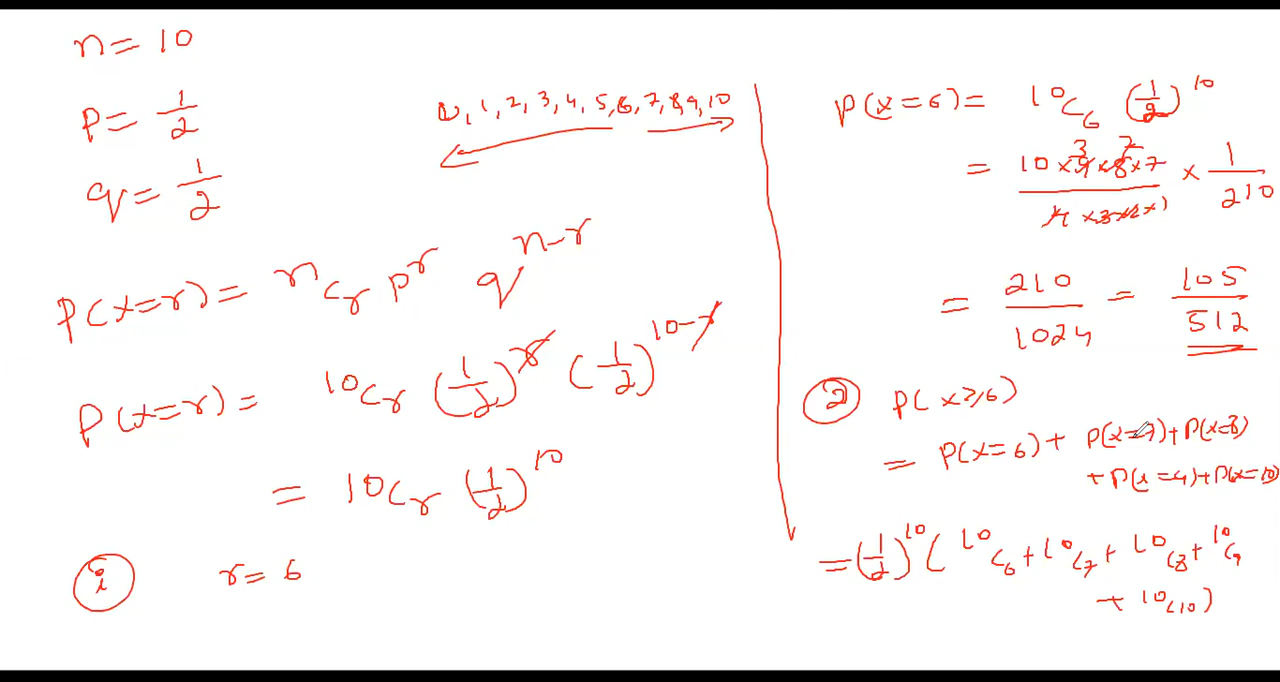 n = 10
p = 1/2
q = 1/2
0, 1, 2, 3, 4, 5, 6, 7, 8, 9, 10
P(x=r) = nCr p^r q^(n-r)
P(x=r) = 10Cr (1/2)^r (1/2)^(10-r)
= 10Cr (1/2)^10
i r = 6
P(x=6) = 10C6 (1/2)^10
= 10 × 9 3 × 8 2 × 7 / 4 × 3 × 2 × 1 × 1/2^10
= 210/1024 = 105/512
2 P(x≥6)
= P(x=6) + P(x=7) + P(x=8)
+ P(x=9) + P(x=10)
= (1/2)^10 (10C6 + 10C7 + 10C8 + 10C9
+ 10C10)